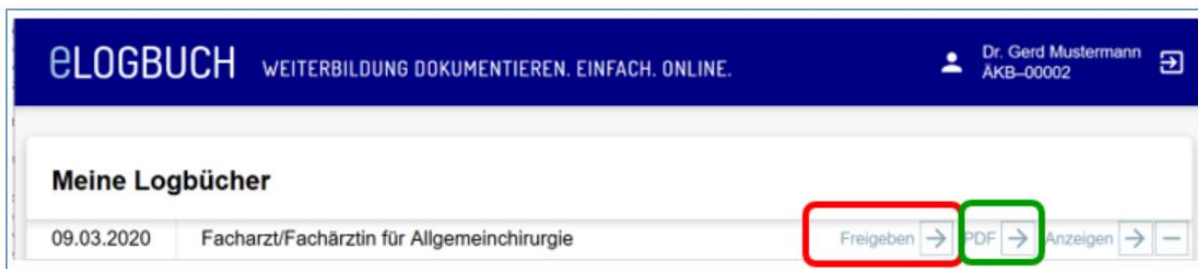 eLOGBUCH WEITERBILDUNG DOKUMENTIEREN. EINFACH. ONLINE.
Dr. Gerd Mustermann
ÄKB–00002
Meine Logbücher
09.03.2020 Facharzt/Fachärztin für Allgemeinchirurgie Freigeben → PDF → Anzeigen → –